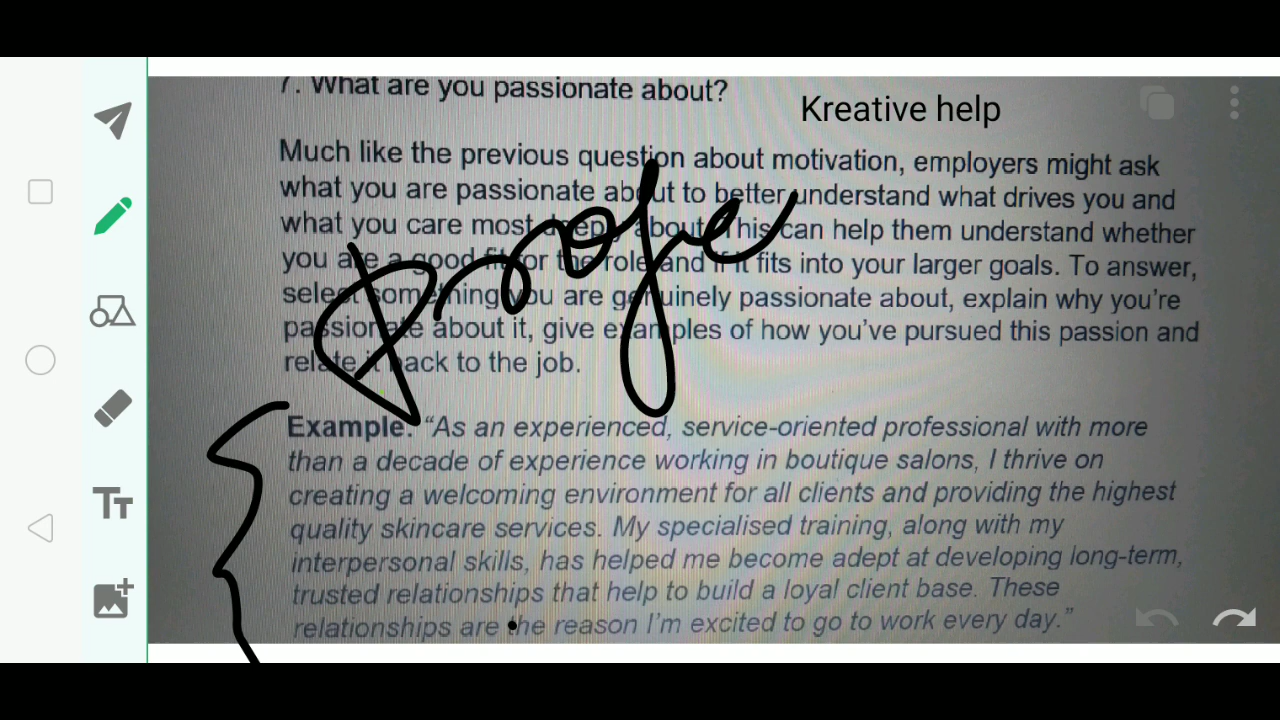 7. What are you passionate about?
Kreative help
Much like the previous question about motivation, employers might ask
what you are passionate about to better understand what drives you and
what you care most deeply about. This can help them understand whether
you are a good fit for the role and if it fits into your larger goals. To answer,
select something you are genuinely passionate about, explain why you're
passionate about it, give examples of how you've pursued this passion and
relate it back to the job.
Example: “As an experienced, service-oriented professional with more
than a decade of experience working in boutique salons, I thrive on
creating a welcoming environment for all clients and providing the highest
quality skincare services. My specialised training, along with my
interpersonal skills, has helped me become adept at developing long-term,
trusted relationships that help to build a loyal client base. These
relationships are the reason I'm excited to go to work every day.”
TT